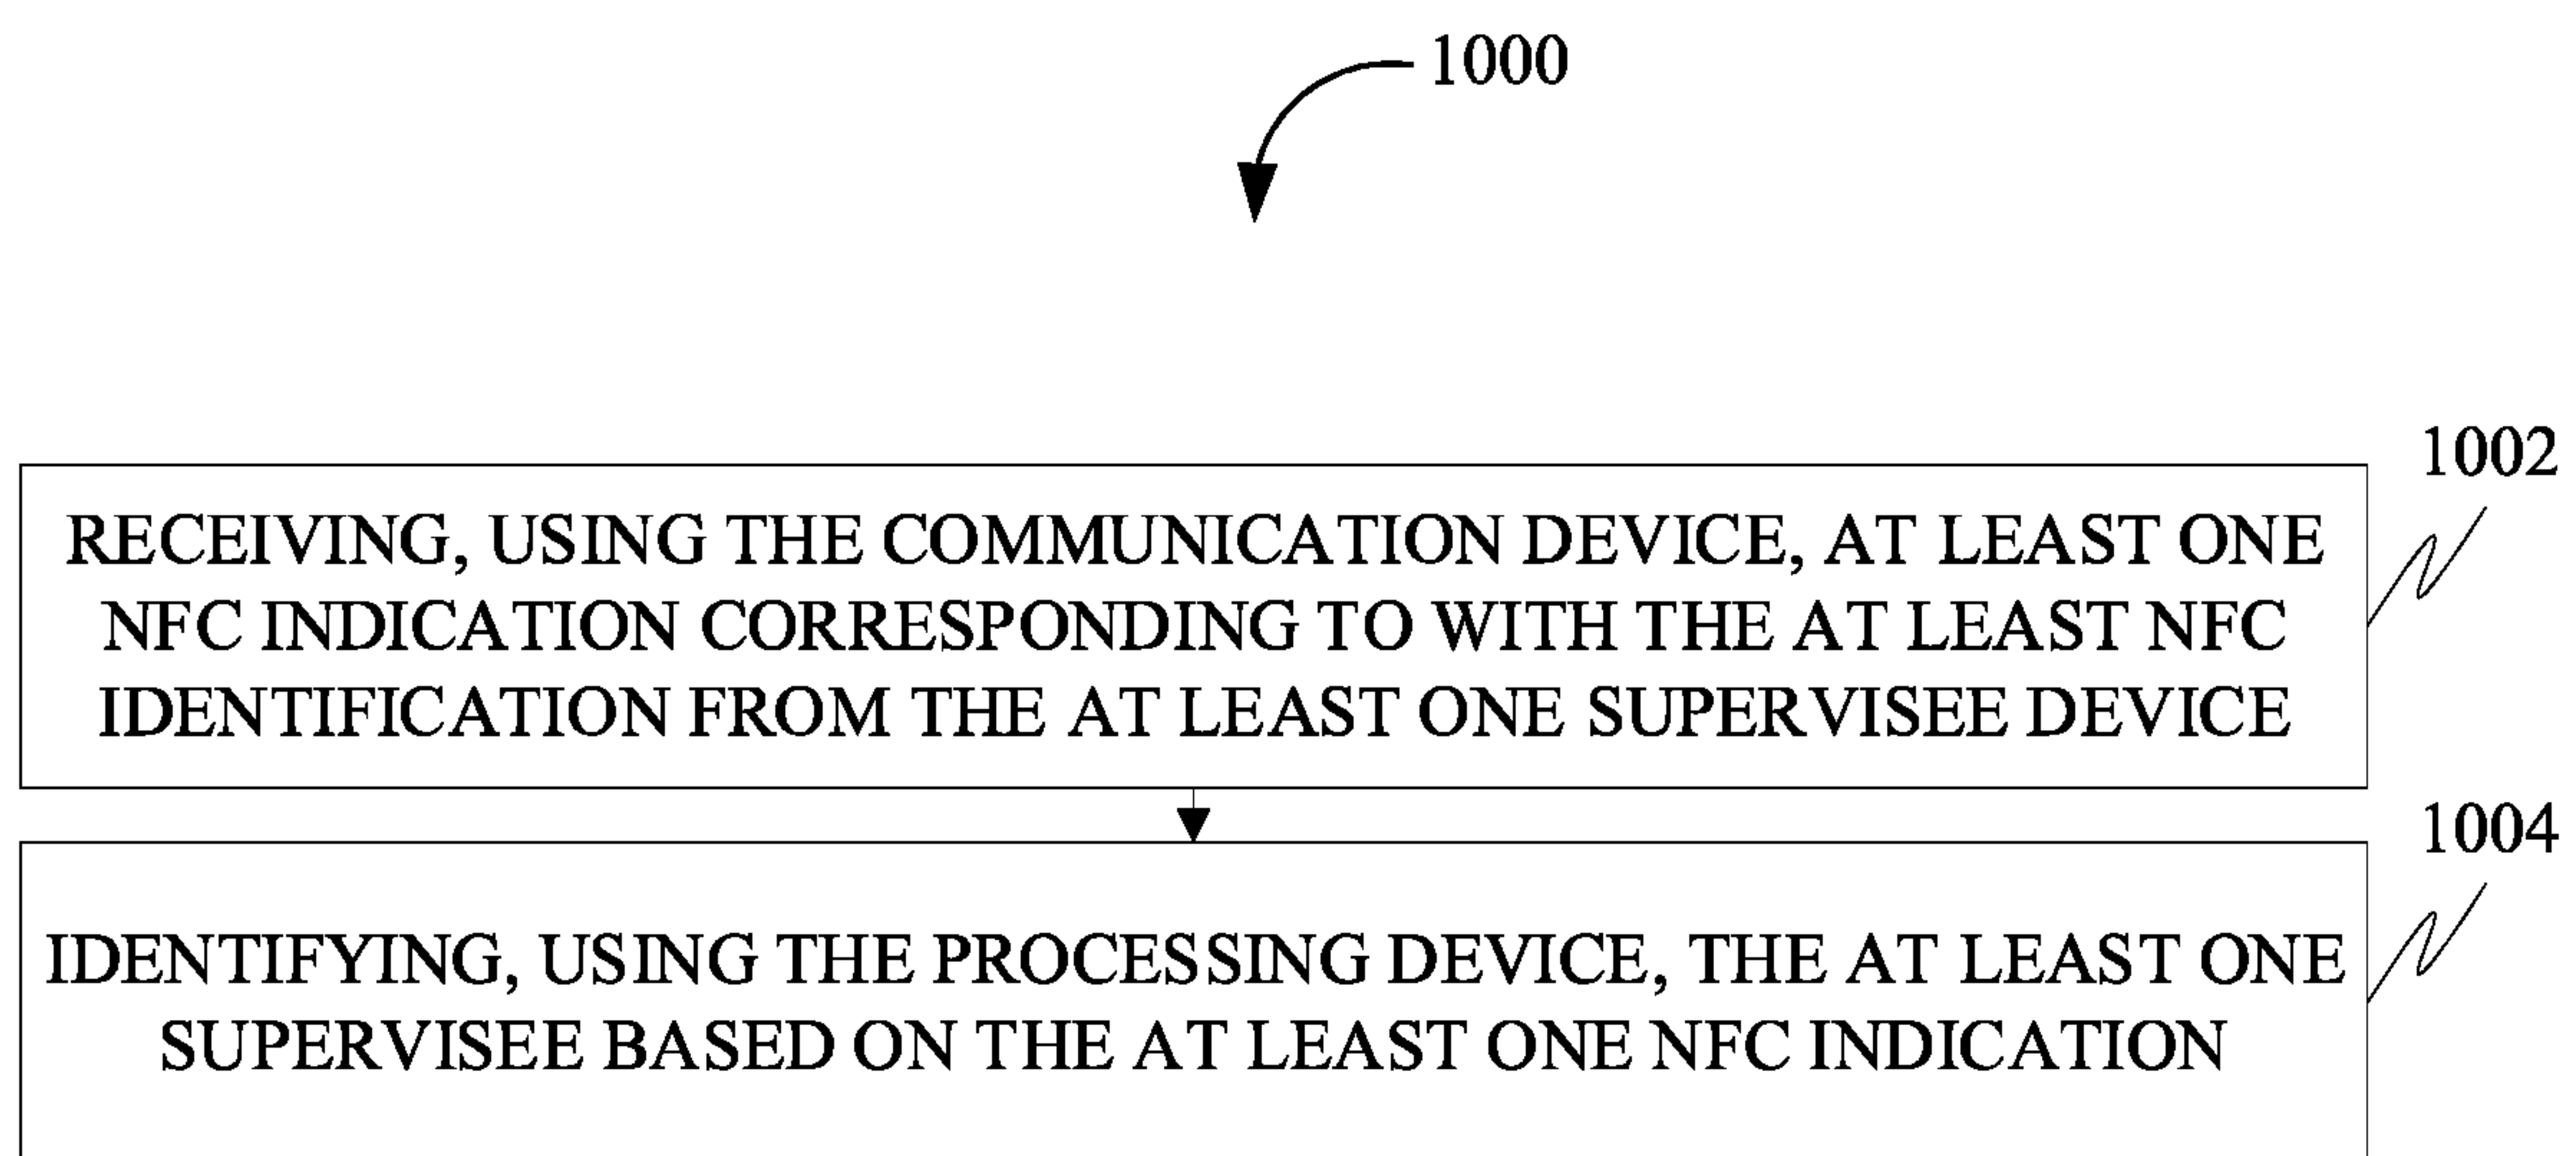 1000
1002
RECEIVING, USING THE COMMUNICATION DEVICE, AT LEAST ONE
NFC INDICATION CORRESPONDING TO WITH THE AT LEAST NFC
IDENTIFICATION FROM THE AT LEAST ONE SUPERVISEE DEVICE
1004
IDENTIFYING, USING THE PROCESSING DEVICE, THE AT LEAST ONE
SUPERVISEE BASED ON THE AT LEAST ONE NFC INDICATION